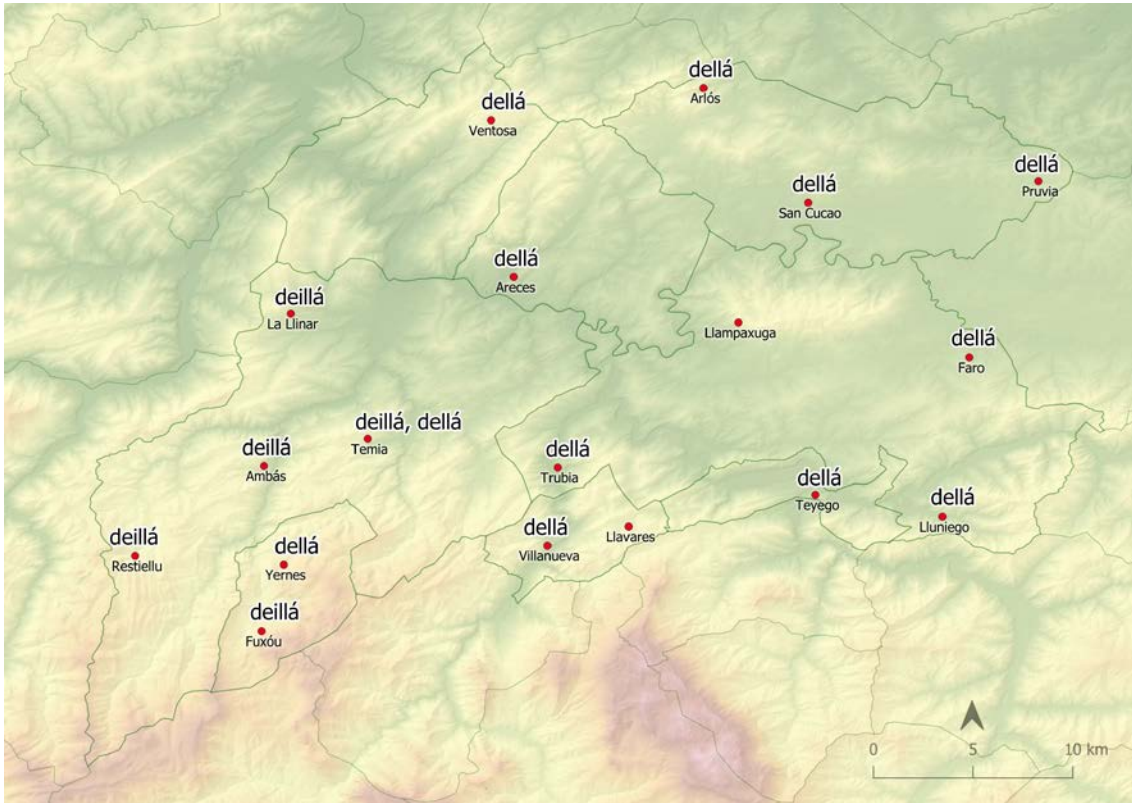 dellá
Arlós
dellá
Ventosa
dellá
Pruvia
dellá
San Cucao
dellá
Areces
deillá
La Llinar
Llampaxuga
dellá
Faro
deillá, dellá
Temia
deillá
Ambás
dellá
Trubia
dellá
Teyego
dellá
Lluniego
dellá
Villanueva
Llavares
deillá
Restiellu
dellá
Yernes
deillá
Fuxóu
0 5 10 km